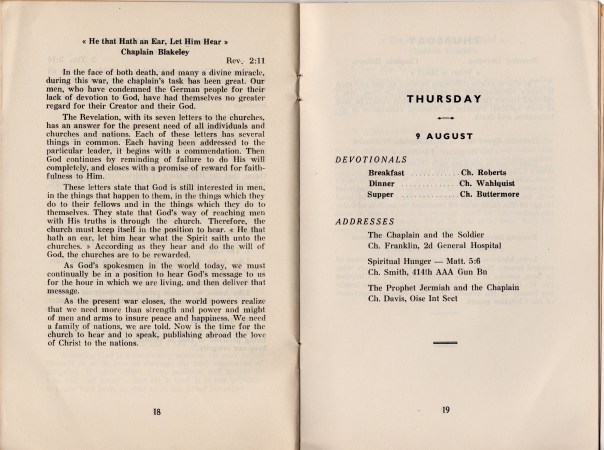 « He that Hath an Ear, Let Him Hear »
Chaplain Blakeley
Rev. 2:11
In the face of both death, and many a divine miracle,
during this war, the chaplain's task has been great. Our
men, who have condemned the German people for their
lack of devotion to God, have had themselves no greater
regard for their Creator and their God.
The Revelation, with its seven letters to the churches,
has an answer for the present need of all individuals and
churches and nations. Each of these letters has several
things in common. Each having been addressed to the
particular leader, it begins with a commendation. Then
God continues by reminding of failure to do His will
completely, and closes with a promise of reward for faith-
fulness to Him.
These letters state that God is still interested in men,
in the things that happen to them, in the things which they
do to their fellows and in the things which they do to
themselves. They state that God's way of reaching men
with His truths is through the church. Therefore, the
church must keep itself in the position to hear. « He that
hath an ear, let him hear what the Spirit saith unto the
churches. » According as they hear and do the will of
God, the churches are to be rewarded.
As God's spokesmen in the world today, we must
continually be in a position to hear God's message to us
for the hour in which we are living, and then deliver that
message.
As the present war closes, the world powers realize
that we need more than strength and power and might
of men and arms to insure peace and happiness. We need
a family of nations, we are told. Now is the time for the
church to hear and to speak, publishing abroad the love
of Christ to the nations.
18
THURSDAY
9 AUGUST
DEVOTIONALS
Breakfast ............ Ch. Roberts
Dinner ............ Ch. Wahlquist
Supper ............ Ch. Buttermore
ADDRESSES
The Chaplain and the Soldier
Ch. Franklin, 2d General Hospital
Spiritual Hunger — Matt. 5:6
Ch. Smith, 414th AAA Gun Bn
The Prophet Jermiah and the Chaplain
Ch. Davis, Oise Int Sect
19